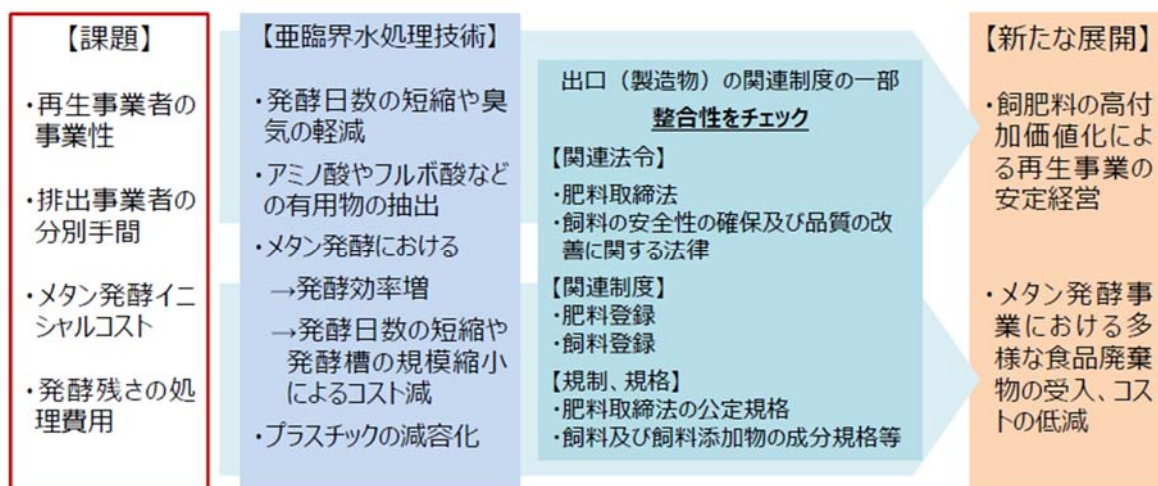 【課題】
・再生事業者の
事業性
・排出事業者の
分別手間
・メタン発酵イニ
シャルコスト
・発酵残さの処
理費用
【亜臨界水処理技術】
・発酵日数の短縮や臭
気の軽減
・アミノ酸やフルボ酸など
の有用物の抽出
・メタン発酵における
→発酵効率増
→発酵日数の短縮や
発酵槽の規模縮小
によるコスト減
・プラスチックの減容化
出口（製造物）の関連制度の一部
整合性をチェック
【関連法令】
・肥料取締法
・飼料の安全性の確保及び品質の改
善に関する法律
【関連制度】
・肥料登録
・飼料登録
【規制、規格】
・肥料取締法の公定規格
・飼料及び飼料添加物の成分規格等
【新たな展開】
・飼肥料の高付
加価値化によ
る再生事業の
安定経営
・メタン発酵事
業における多
様な食品廃棄
物の受入、コス
トの低減